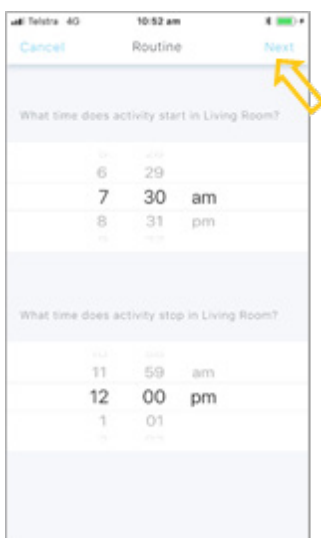 Telstra 4G 10:52 am
Cancel Routine Next
What time does activity start in Living Room?
6 29
7 30 am
8 31 pm
What time does activity stop in Living Room?
11 59 am
12 00 pm
1 01